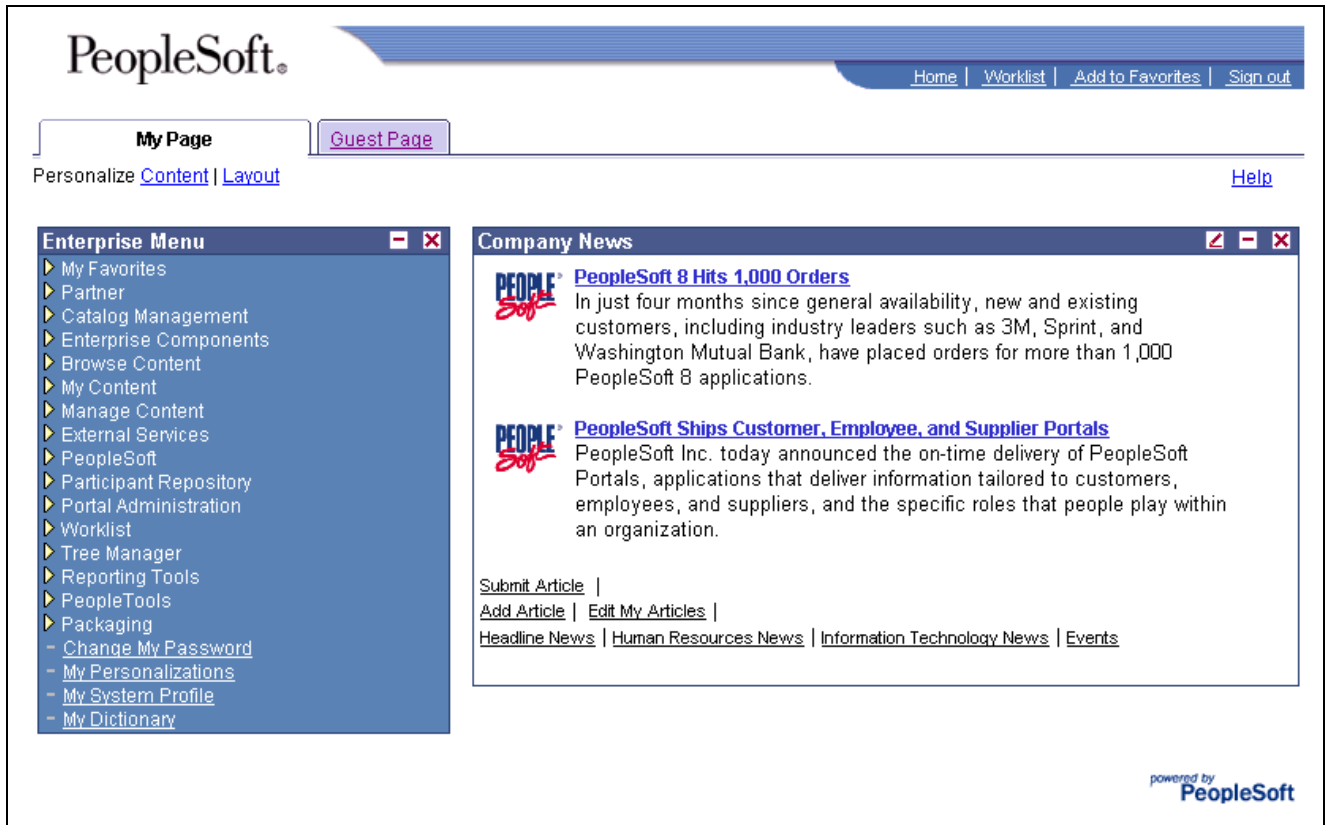 PeopleSoft®
Home | Worklist | Add to Favorites | Sign out
My Page
Guest Page
Personalize Content | Layout
Help
Enterprise Menu
My Favorites
Partner
Catalog Management
Enterprise Components
Browse Content
My Content
Manage Content
External Services
PeopleSoft
Participant Repository
Portal Administration
Worklist
Tree Manager
Reporting Tools
PeopleTools
Packaging
- Change My Password
- My Personalizations
- My System Profile
- My Dictionary
Company News
PEOPLE
Soft
PeopleSoft 8 Hits 1,000 Orders
In just four months since general availability, new and existing
customers, including industry leaders such as 3M, Sprint, and
Washington Mutual Bank, have placed orders for more than 1,000
PeopleSoft 8 applications.
PEOPLE
Soft
PeopleSoft Ships Customer, Employee, and Supplier Portals
PeopleSoft Inc. today announced the on-time delivery of PeopleSoft
Portals, applications that deliver information tailored to customers,
employees, and suppliers, and the specific roles that people play within
an organization.
Submit Article |
Add Article | Edit My Articles |
Headline News | Human Resources News | Information Technology News | Events
powered by
PeopleSoft